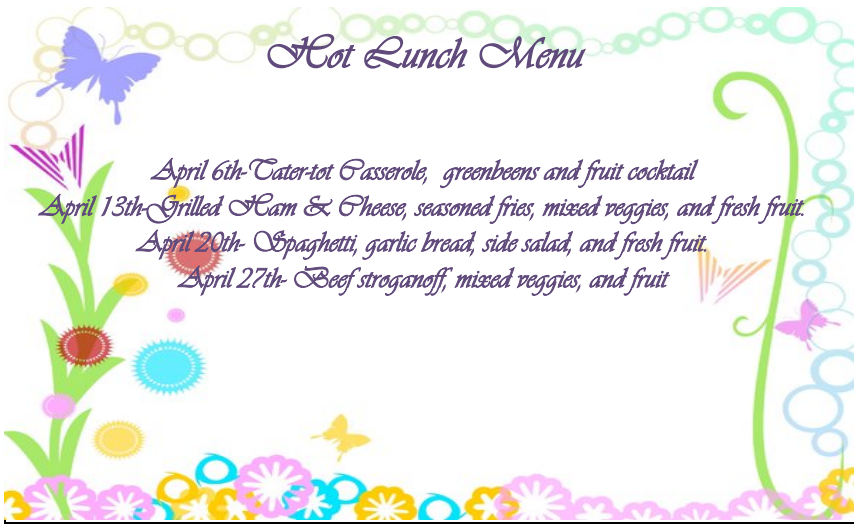 Hot Lunch Menu
April 6th-Tater-tot Casserole, greenbeens and fruit cocktail
April 13th-Grilled Ham & Cheese, seasoned fries, mixed veggies, and fresh fruit.
April 20th- Spaghetti, garlic bread, side salad, and fresh fruit.
April 27th- Beef stroganoff, mixed veggies, and fruit